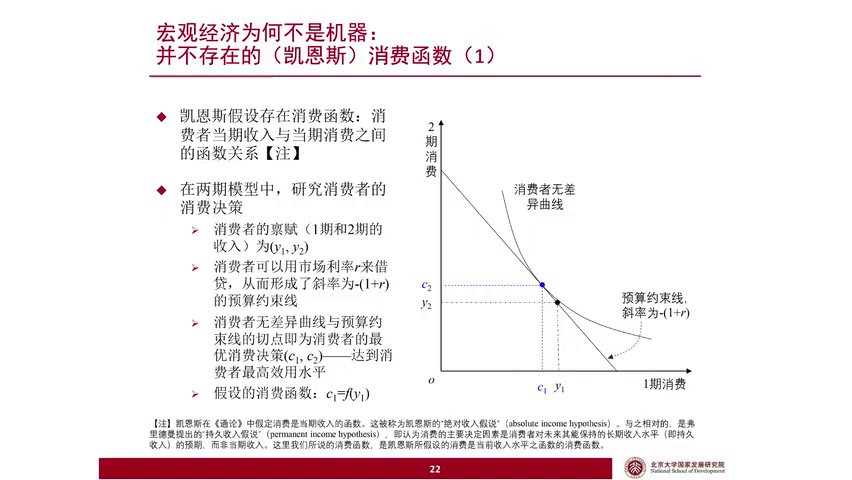 宏观经济为何不是机器：
并不存在的（凯恩斯）消费函数（1）
◆ 凯恩斯假设存在消费函数：消
费者当期收入与当期消费之间
的函数关系【注】
◆ 在两期模型中，研究消费者的
消费决策
➢ 消费者的禀赋（1期和2期的
收入）为(y₁, y₂)
➢ 消费者可以用市场利率r来借
贷，从而形成了斜率为-(1+r)
的预算约束线
➢ 消费者无差异曲线与预算约
束线的切点即为消费者的最
优消费决策(c₁, c₂)——达到消
费者最高效用水平
➢ 假设的消费函数：c₁=f(y₁)
2
期
消
费
消费者无差
异曲线
c₂
y₂
预算约束线，
斜率为-(1+r)
o
c₁ y₁
1期消费
【注】凯恩斯在《通论》中假定消费是当期收入的函数。这被称为凯恩斯的“绝对收入假说”（absolute income hypothesis）。与之相对的，是弗
里德曼提出的“持久收入假说”（permanent income hypothesis），即认为消费的主要决定因素是消费者对未来其能保持的长期收入水平（即持久
收入）的预期，而非当期收入。这里我们所说的消费函数，是凯恩斯所假设的消费是当前收入水平之函数的消费函数。
22
北京大学国家发展研究院
National School of Development